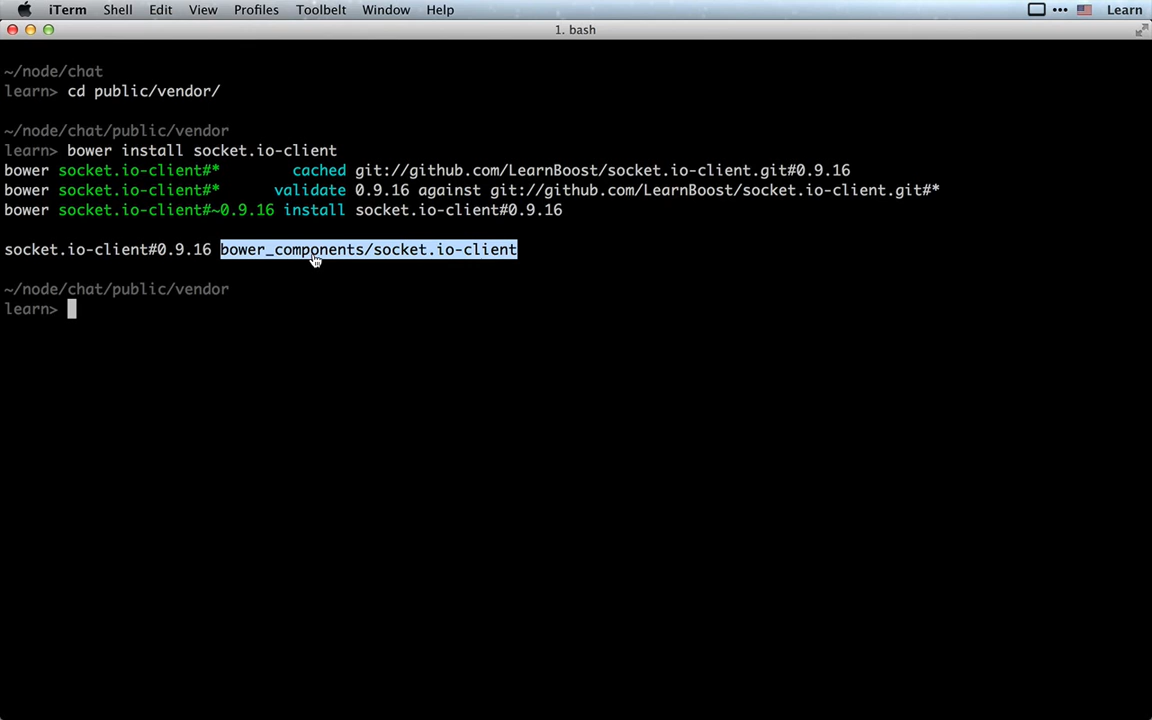 iTerm Shell Edit View Profiles Toolbelt Window Help Learn
1. bash
~/node/chat
learn> cd public/vendor/
~/node/chat/public/vendor
learn> bower install socket.io-client
bower socket.io-client#* cached git://github.com/LearnBoost/socket.io-client.git#0.9.16
bower socket.io-client#* validate 0.9.16 against git://github.com/LearnBoost/socket.io-client.git#*
bower socket.io-client#~0.9.16 install socket.io-client#0.9.16
socket.io-client#0.9.16 bower_components/socket.io-client
~/node/chat/public/vendor
learn>